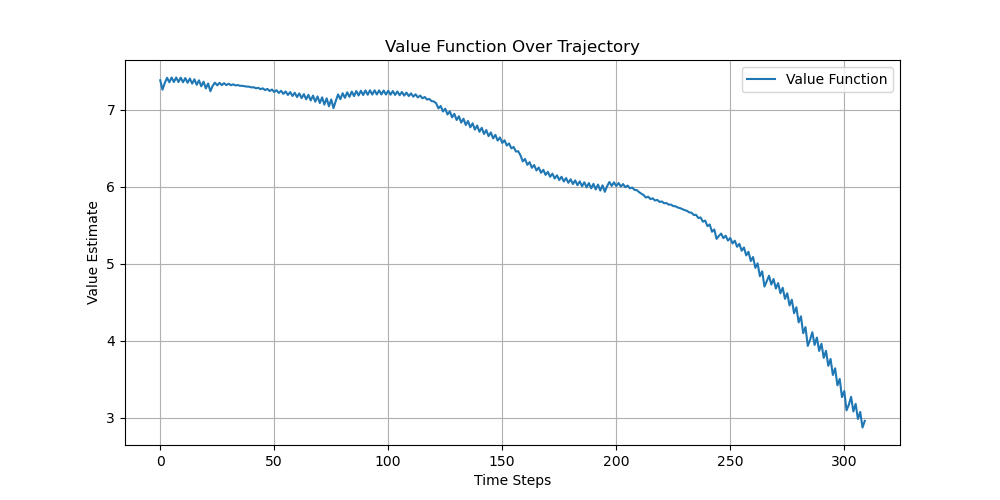 Value Function Over Trajectory
Value Function
7
6
5
4
3
Value Estimate
0 50 100 150 200 250 300
Time Steps